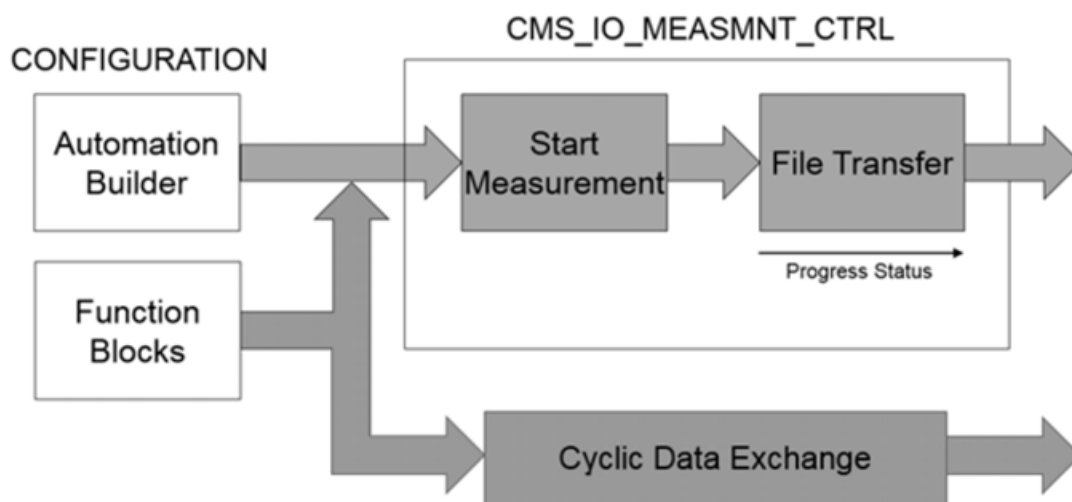 CMS_IO_MEASMNT_CTRL
CONFIGURATION
Automation
Builder
Start
Measurement
File Transfer
Progress Status
Function
Blocks
Cyclic Data Exchange